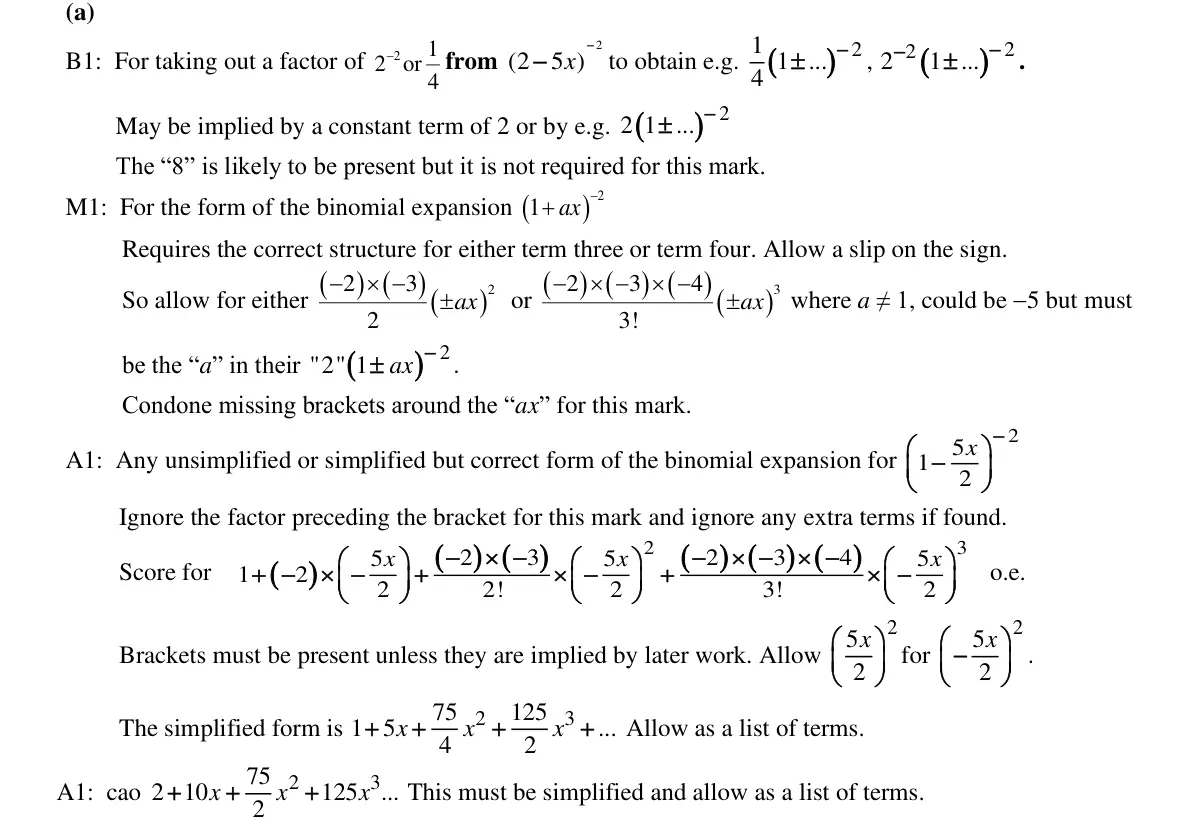 (a)
B1: For taking out a factor of 2⁻² or 1/4 from (2 − 5x)⁻² to obtain e.g. 1/4(1 ± ...)⁻², 2⁻²(1 ± ...)⁻².
May be implied by a constant term of 2 or by e.g. 2(1 ± ...)⁻²
The “8” is likely to be present but it is not required for this mark.
M1: For the form of the binomial expansion (1 + ax)⁻²
Requires the correct structure for either term three or term four. Allow a slip on the sign.
So allow for either ((−2)×(−3))/2 (±ax)² or ((−2)×(−3)×(−4))/3! (±ax)³ where a ≠ 1, could be −5 but must
be the “a” in their "2"(1 ± ax)⁻².
Condone missing brackets around the “ax” for this mark.
A1: Any unsimplified or simplified but correct form of the binomial expansion for (1 − 5x/2)⁻²
Ignore the factor preceding the bracket for this mark and ignore any extra terms if found.
Score for 1 + (−2) × (−5x/2) + ((−2)×(−3))/2! × (−5x/2)² + ((−2)×(−3)×(−4))/3! × (−5x/2)³ o.e.
Brackets must be present unless they are implied by later work. Allow (5x/2)² for (−5x/2)².
The simplified form is 1 + 5x + 75/4 x² + 125/2 x³ + ... Allow as a list of terms.
A1: cao 2 + 10x + 75/2 x² + 125x³... This must be simplified and allow as a list of terms.